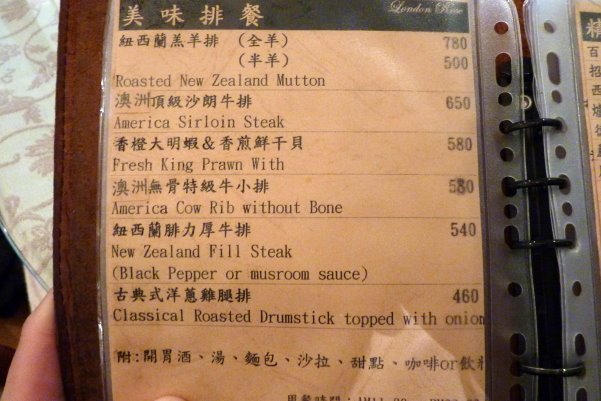 美味排餐 London Rose
紐西蘭羔羊排 (全羊) 780
(半羊) 500
Roasted New Zealand Mutton
澳洲頂級沙朗牛排 650
America Sirloin Steak
香橙大明蝦&香煎鮮干貝 580
Fresh King Prawn With
澳洲無骨特級牛小排
America Cow Rib without Bone
紐西蘭腓力厚牛排 540
New Zealand Fill Steak
(Black Pepper or musroom sauce)
古典式洋蔥雞腿排 460
Classical Roasted Drumstick topped with onion
附:開胃酒、湯、麵包、沙拉、甜點、咖啡or飲料